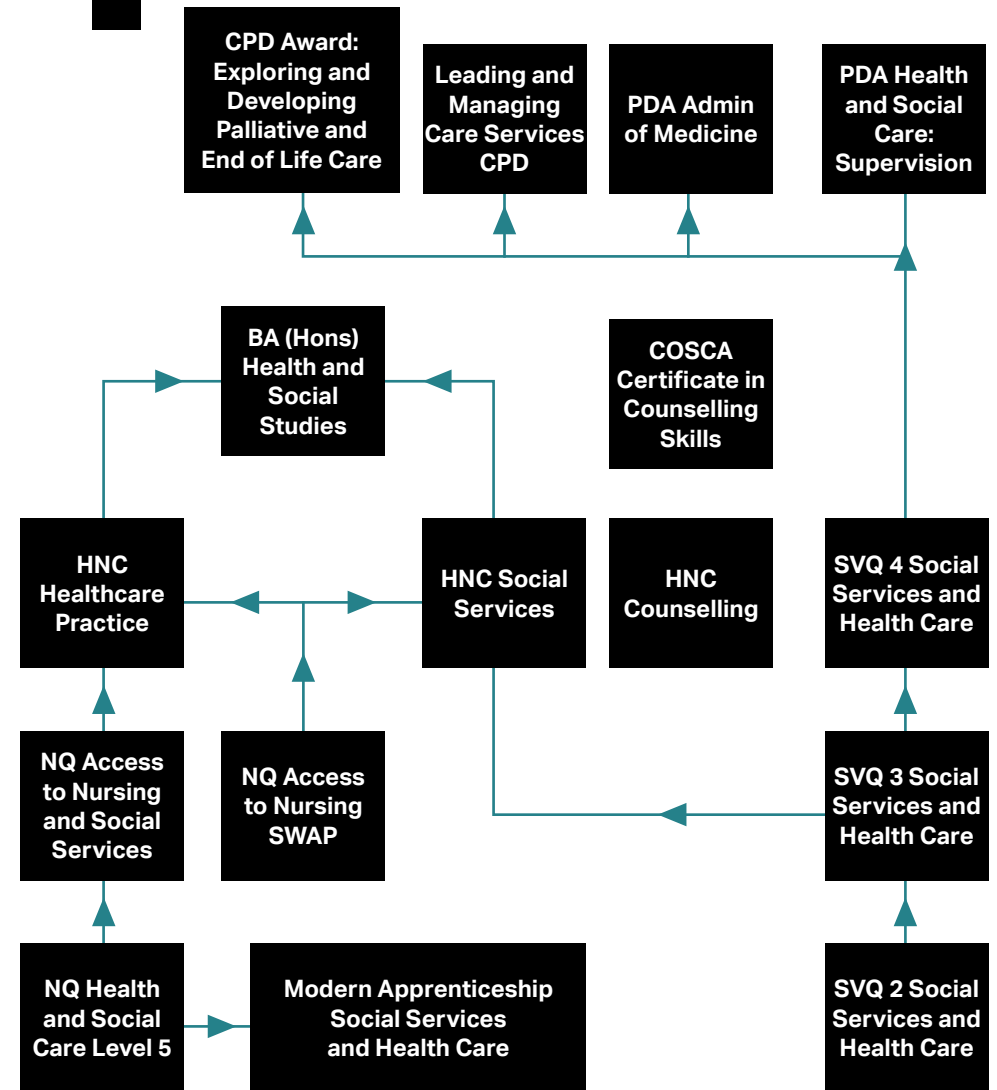 CPD Award:
Exploring and
Developing
Palliative and
End of Life Care
Leading and
Managing
Care Services
CPD
PDA Admin
of Medicine
PDA Health
and Social
Care:
Supervision
BA (Hons)
Health and
Social
Studies
COSCA
Certificate in
Counselling
Skills
HNC
Healthcare
Practice
HNC Social
Services
HNC
Counselling
SVQ 4 Social
Services and
Health Care
NQ Access
to Nursing
and Social
Services
NQ Access
to Nursing
SWAP
SVQ 3 Social
Services and
Health Care
NQ Health
and Social
Care Level 5
Modern Apprenticeship
Social Services
and Health Care
SVQ 2 Social
Services and
Health Care